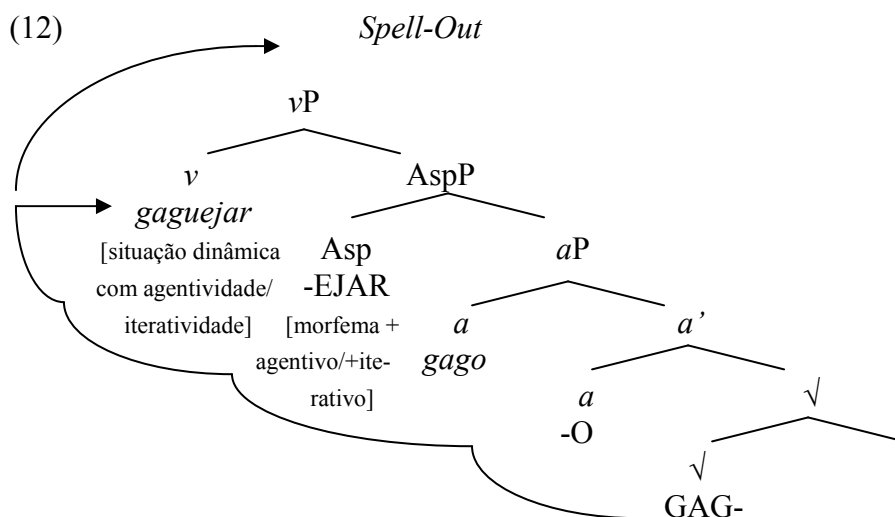 (12) Spell-Out
vP
v AspP
gaguejar
[situação dinâmica Asp aP
com agentividade/ -EJAR
iteratividade] [morfema + a a’
agentivo/+ite- gago
rativo] a √
-O
√
GAG-